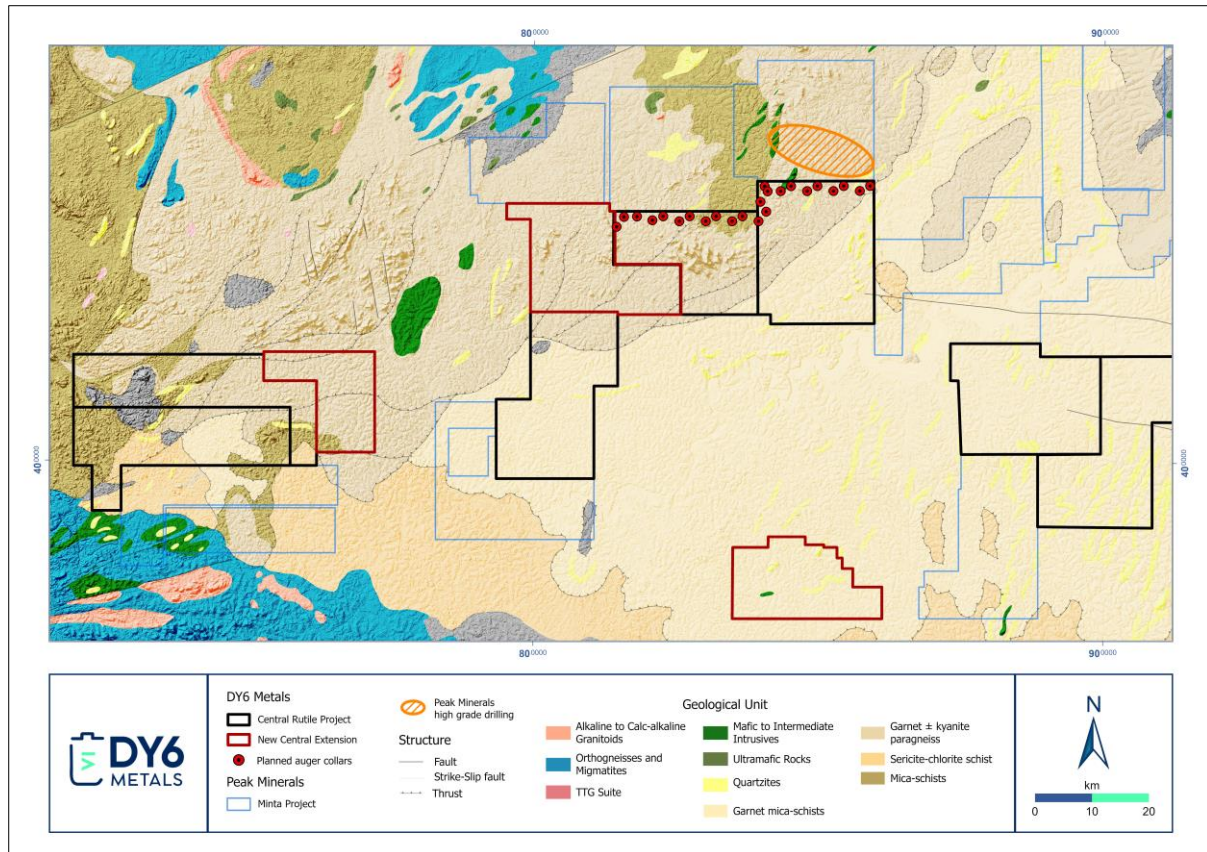 80⁰⁰⁰⁰
90⁰⁰⁰⁰
40⁰⁰⁰⁰
40⁰⁰⁰⁰
80⁰⁰⁰⁰
90⁰⁰⁰⁰
DY6
METALS
DY6 Metals
Central Rutile Project
New Central Extension
Planned auger collars
Peak Minerals
Minta Project
Peak Minerals
high grade drilling
Structure
Fault
Strike-Slip fault
Thrust
Geological Unit
Alkaline to Calc-alkaline
Granitoids
Orthogneisses and
Migmatites
TTG Suite
Mafic to Intermediate
Intrusives
Ultramafic Rocks
Quartzites
Garnet mica-schists
Garnet ± kyanite
paragneiss
Sericite-chlorite schist
Mica-schists
N
km
0 10 20